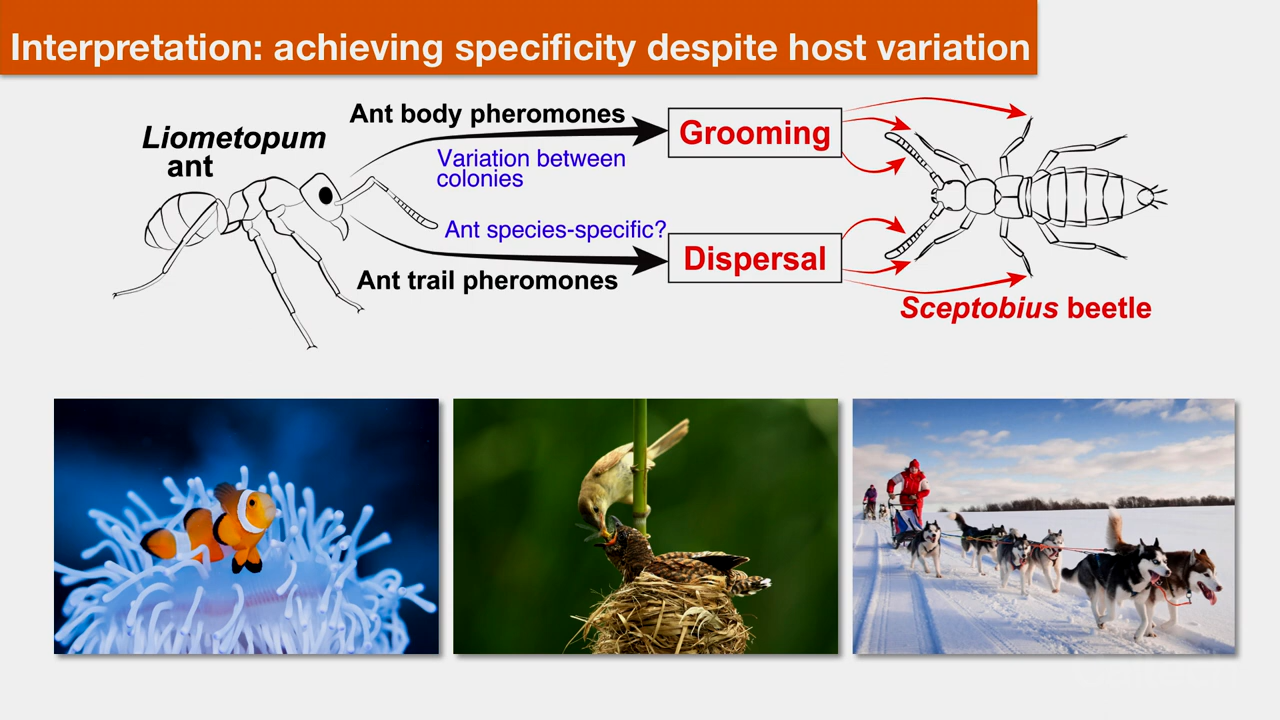 Interpretation: achieving specificity despite host variation
Liometopum
ant
Ant body pheromones
Variation between
colonies
Grooming
Ant species-specific?
Ant trail pheromones
Dispersal
Sceptobius beetle